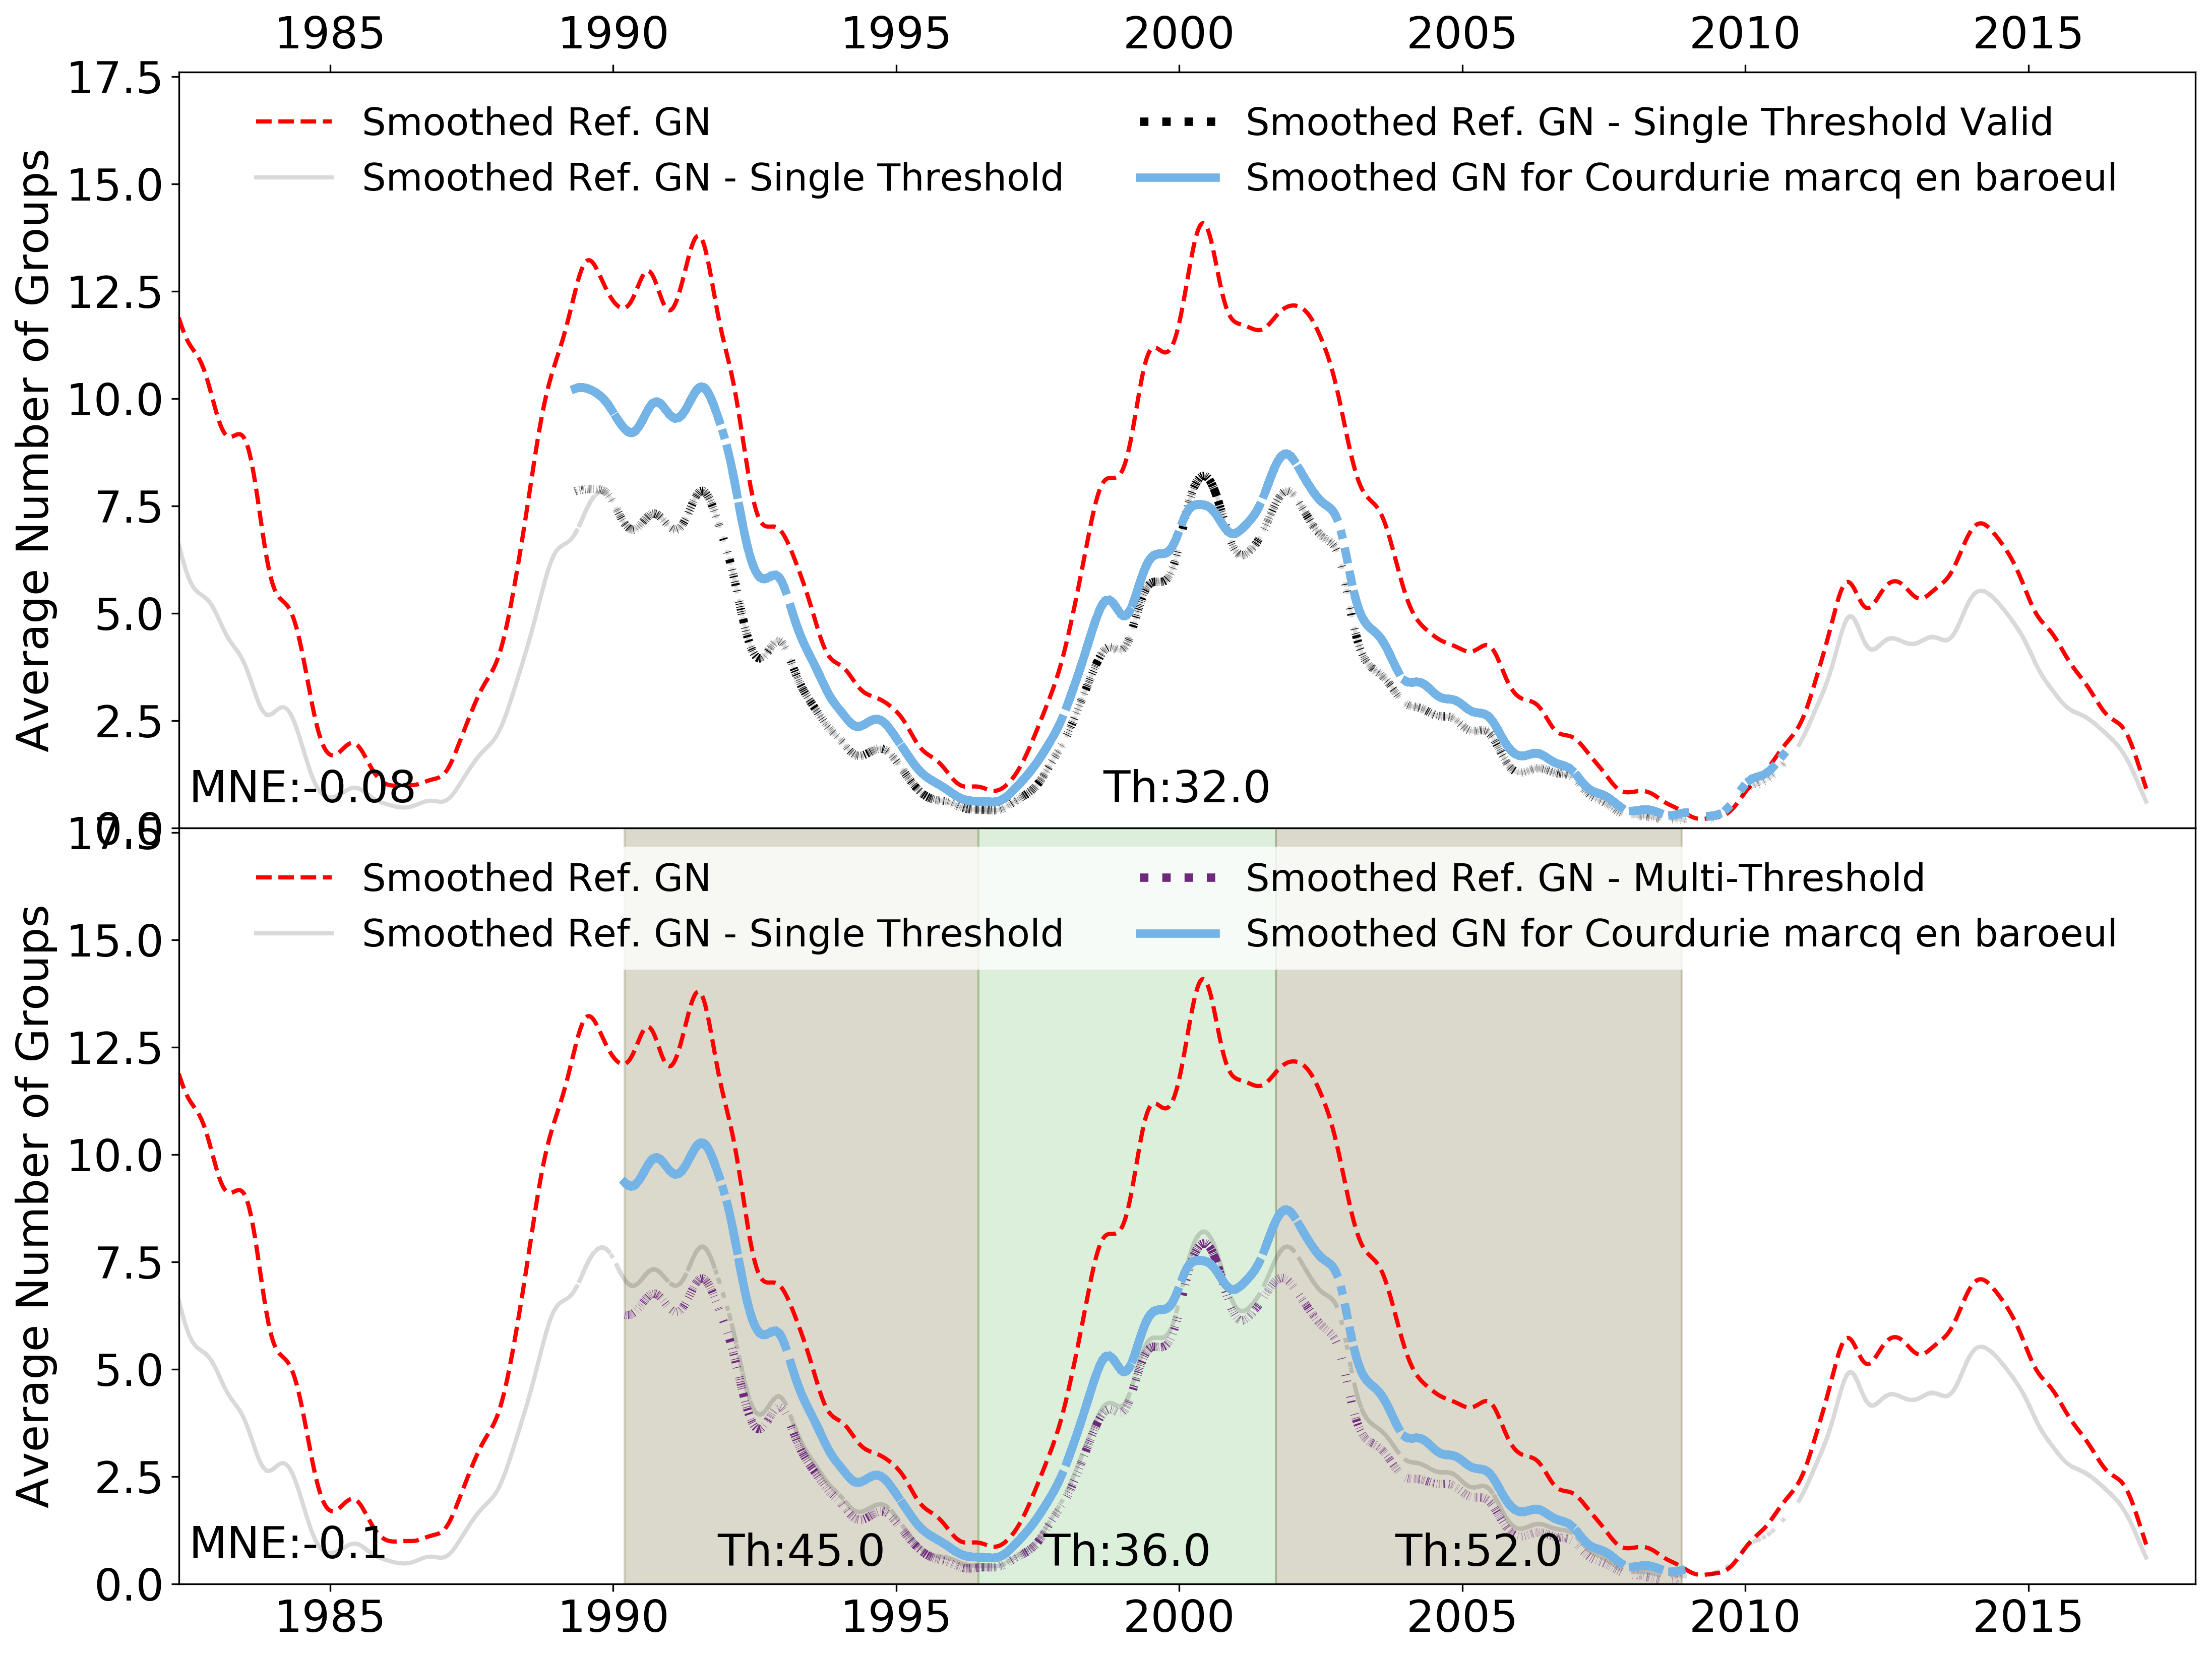 1985 1990 1995 2000 2005 2010 2015
17.5
15.0
12.5
10.0
7.5
5.0
2.5
0.0
Average Number of Groups
Smoothed Ref. GN
Smoothed Ref. GN - Single Threshold
Smoothed Ref. GN - Single Threshold Valid
Smoothed GN for Courdurie marcq en baroeul
MNE:-0.08
Th:32.0
17.5
15.0
12.5
10.0
7.5
5.0
2.5
0.0
Average Number of Groups
Smoothed Ref. GN
Smoothed Ref. GN - Single Threshold
Smoothed Ref. GN - Multi-Threshold
Smoothed GN for Courdurie marcq en baroeul
MNE:-0.1
Th:45.0
Th:36.0
Th:52.0
1985 1990 1995 2000 2005 2010 2015